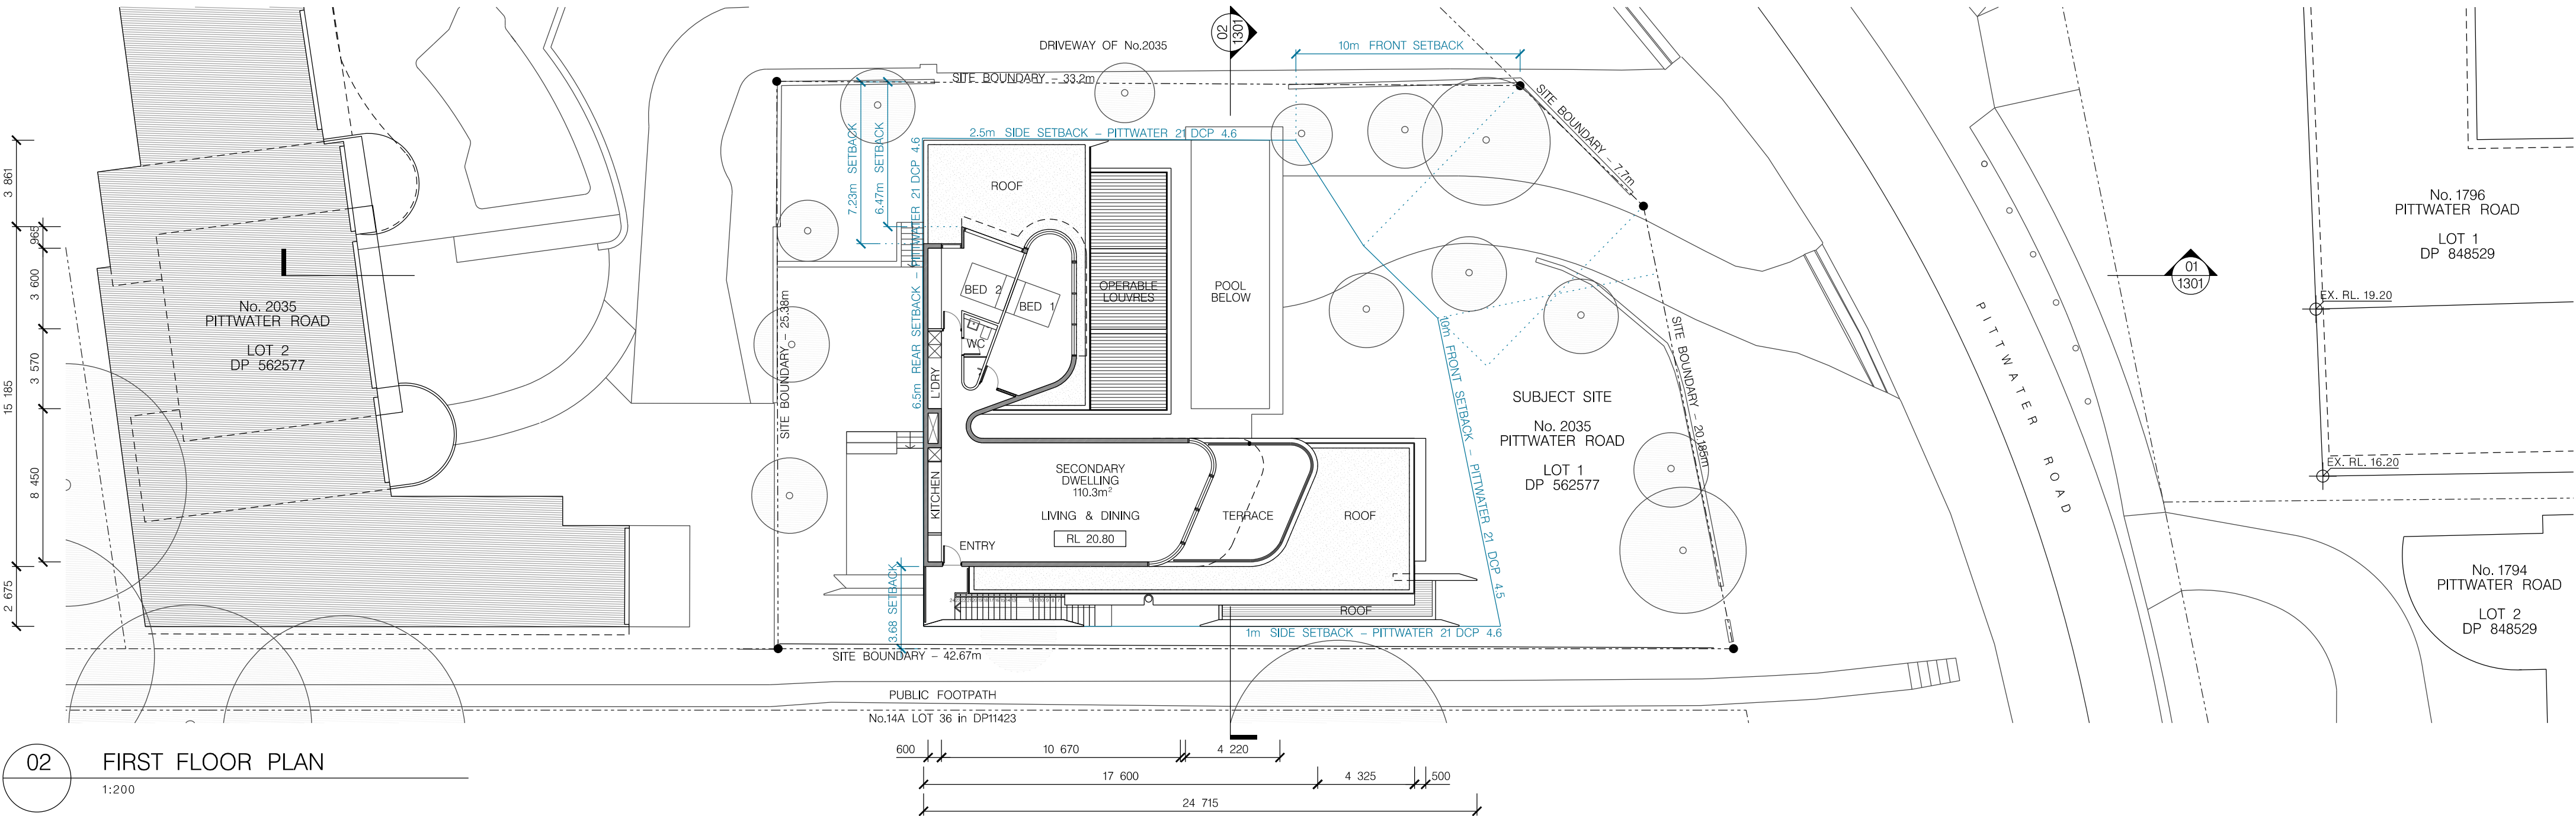 02
1301
DRIVEWAY OF No.2035
10m FRONT SETBACK
SITE BOUNDARY - 33.2m
SITE BOUNDARY - 7.7m
2.5m SIDE SETBACK - PITTWATER 21 DCP 4.6
7.23m SETBACK
6.47m SETBACK
6.5m REAR SETBACK - PITTWATER 21 DCP 4.6
3 861
965
3 600
3 570
15 185
8 450
2 675
No. 2035
PITTWATER ROAD
LOT 2
DP 562577
SITE BOUNDARY - 25.38m
ROOF
BED 2
BED 1
WC
L'DRY
OPERABLE
LOUVRES
POOL
BELOW
KITCHEN
SECONDARY
DWELLING
110.3m²
LIVING & DINING
RL 20.80
ENTRY
TERRACE
ROOF
ROOF
3.68 SETBACK
10m FRONT SETBACK - PITTWATER 21 DCP 4.5
1m SIDE SETBACK - PITTWATER 21 DCP 4.6
SUBJECT SITE
No. 2035
PITTWATER ROAD
LOT 1
DP 562577
SITE BOUNDARY - 20.185m
SITE BOUNDARY - 42.67m
PUBLIC FOOTPATH
No.14A LOT 36 in DP11423
PITTWATER ROAD
01
1301
No. 1796
PITTWATER ROAD
LOT 1
DP 848529
EX. RL. 19.20
EX. RL. 16.20
No. 1794
PITTWATER ROAD
LOT 2
DP 848529
600
10 670
4 220
17 600
4 325
500
24 715
02
FIRST FLOOR PLAN
1:200